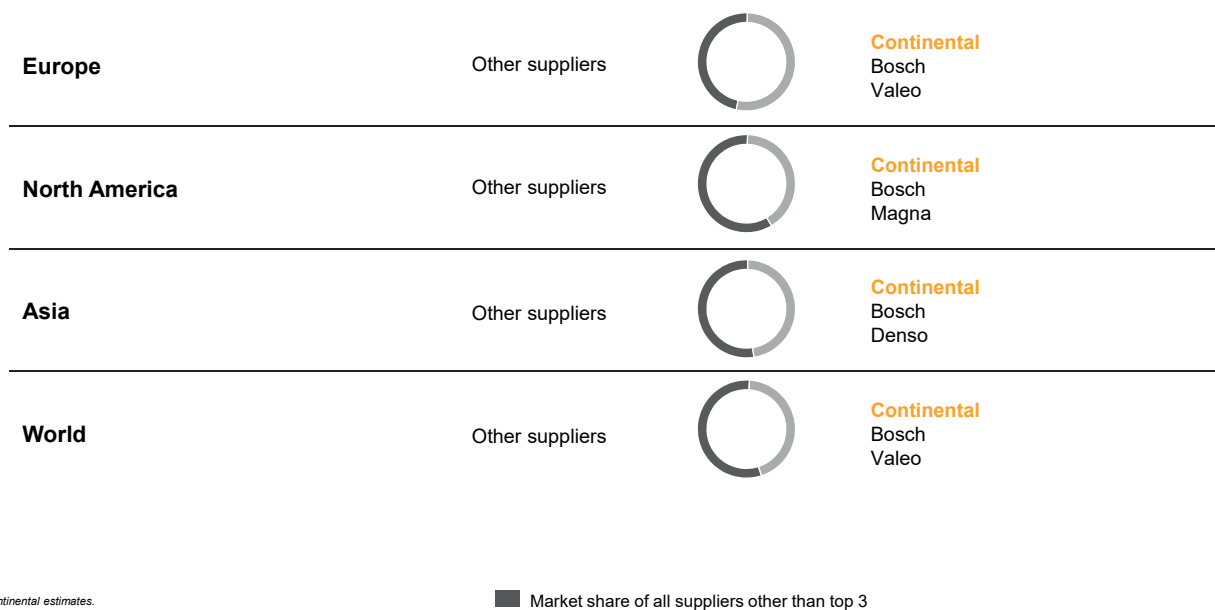 Europe
Other suppliers
Continental
Bosch
Valeo
North America
Other suppliers
Continental
Bosch
Magna
Asia
Other suppliers
Continental
Bosch
Denso
World
Other suppliers
Continental
Bosch
Valeo
ntinental estimates.
Market share of all suppliers other than top 3